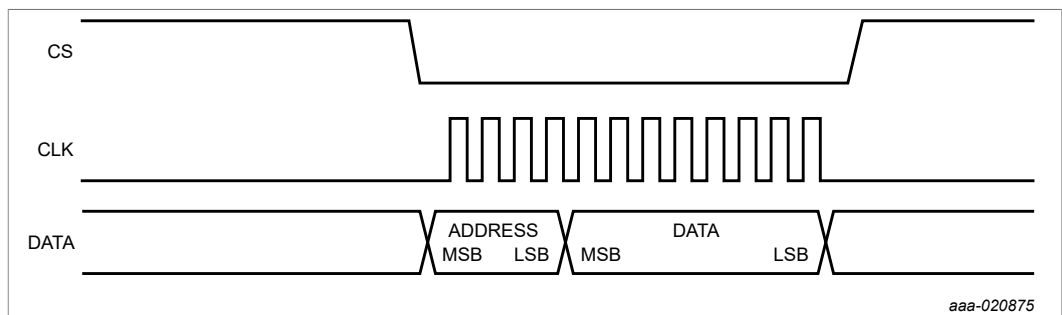 CS
CLK
DATA
ADDRESS
MSB LSB
DATA
MSB LSB
aaa-020875